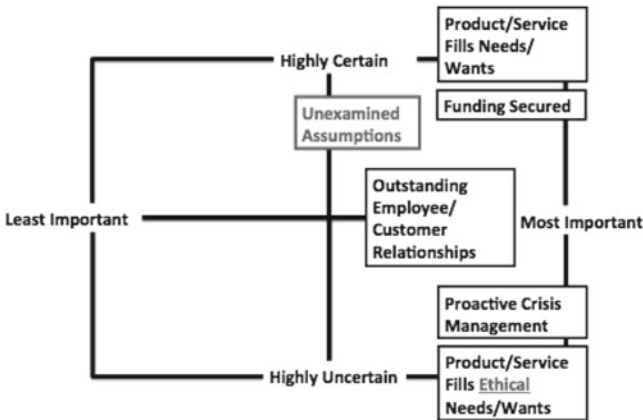 Product/Service
Fills Needs/
Wants
Highly Certain
Funding Secured
Unexamined
Assumptions
Outstanding
Employee/
Customer
Relationships
Least Important
Most Important
Proactive Crisis
Management
Highly Uncertain
Product/Service
Fills Ethical
Needs/Wants